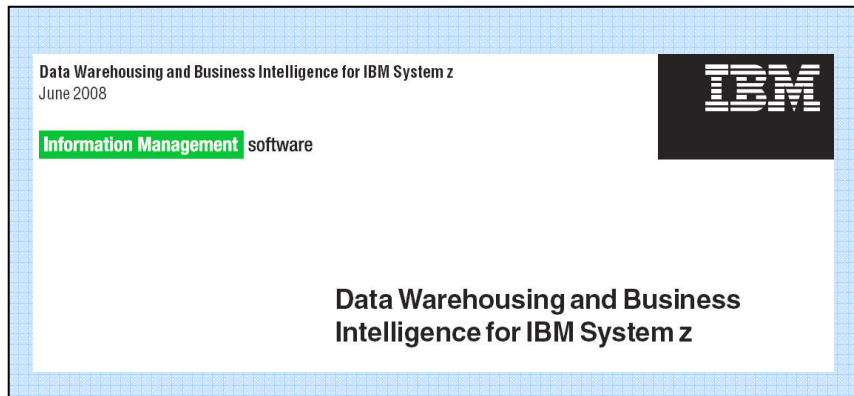 Data Warehousing and Business Intelligence for IBM System z
June 2008
IBM
Information Management software
Data Warehousing and Business
Intelligence for IBM System z